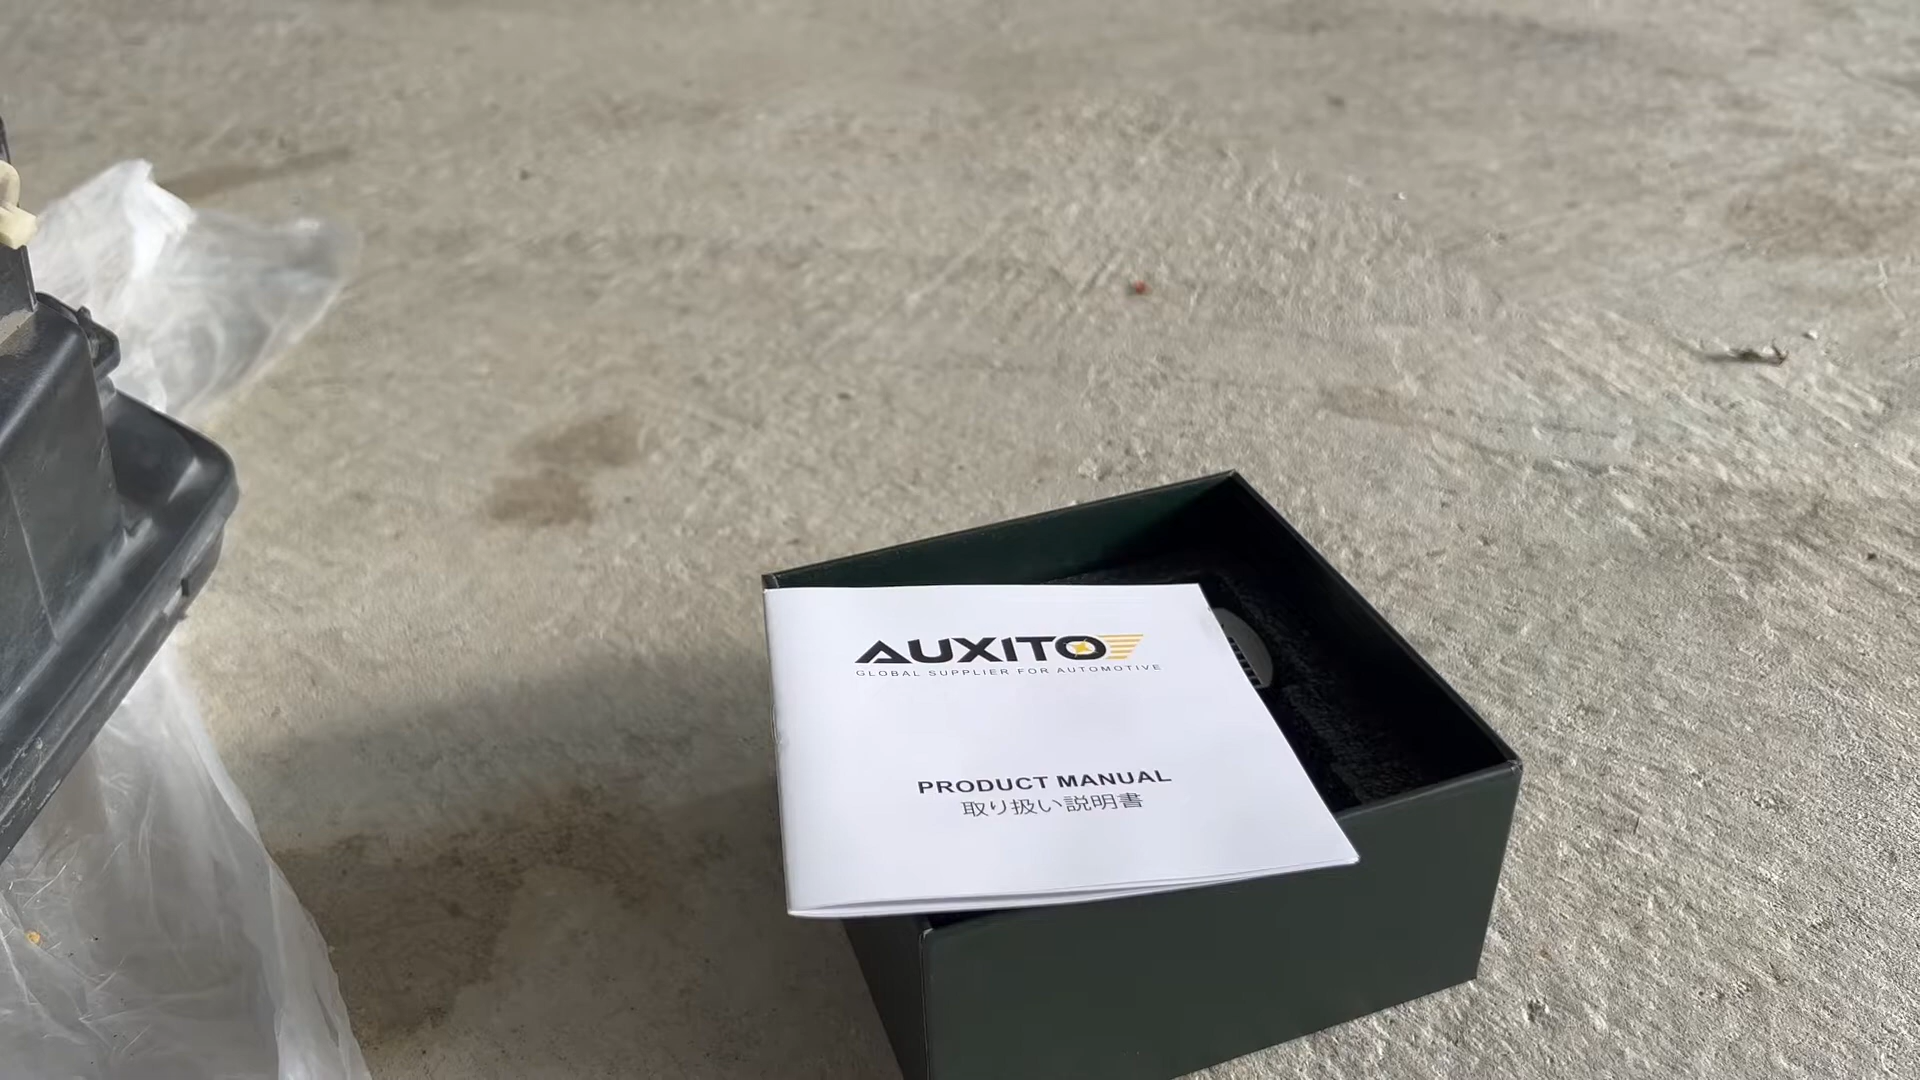 AUXITO
GLOBAL SUPPLIER FOR AUTOMOTIVE
PRODUCT MANUAL
取り扱い説明書